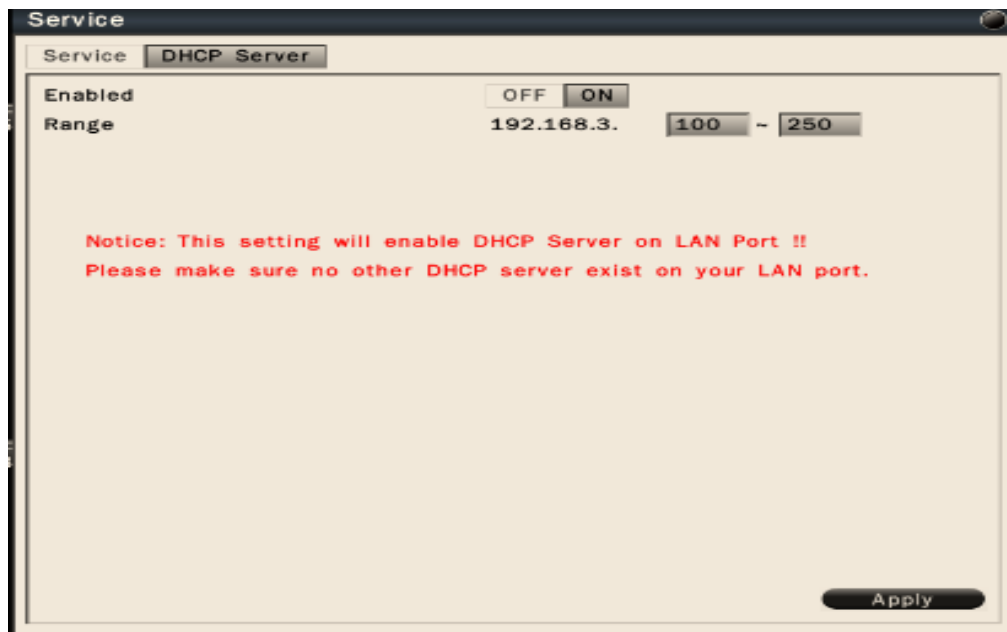 Service
Service DHCP Server
Enabled OFF ON
Range 192.168.3. 100 ~ 250
Notice: This setting will enable DHCP Server on LAN Port !!
Please make sure no other DHCP server exist on your LAN port.
Apply